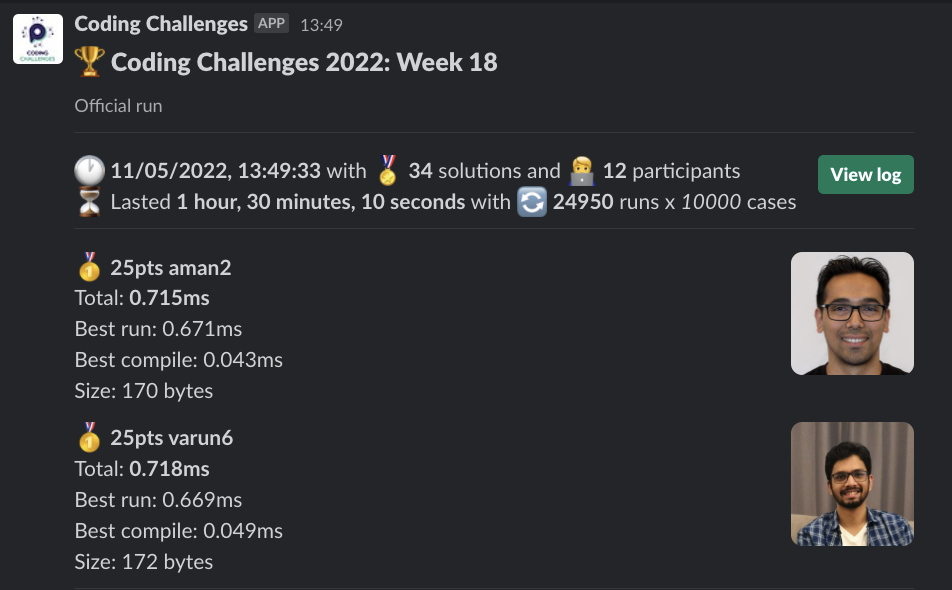 Coding Challenges APP 13:49
Coding Challenges 2022: Week 18
Official run
11/05/2022, 13:49:33 with 34 solutions and 12 participants
View log
Lasted 1 hour, 30 minutes, 10 seconds with 24950 runs x 10000 cases
25pts aman2
Total: 0.715ms
Best run: 0.671ms
Best compile: 0.043ms
Size: 170 bytes
25pts varun6
Total: 0.718ms
Best run: 0.669ms
Best compile: 0.049ms
Size: 172 bytes